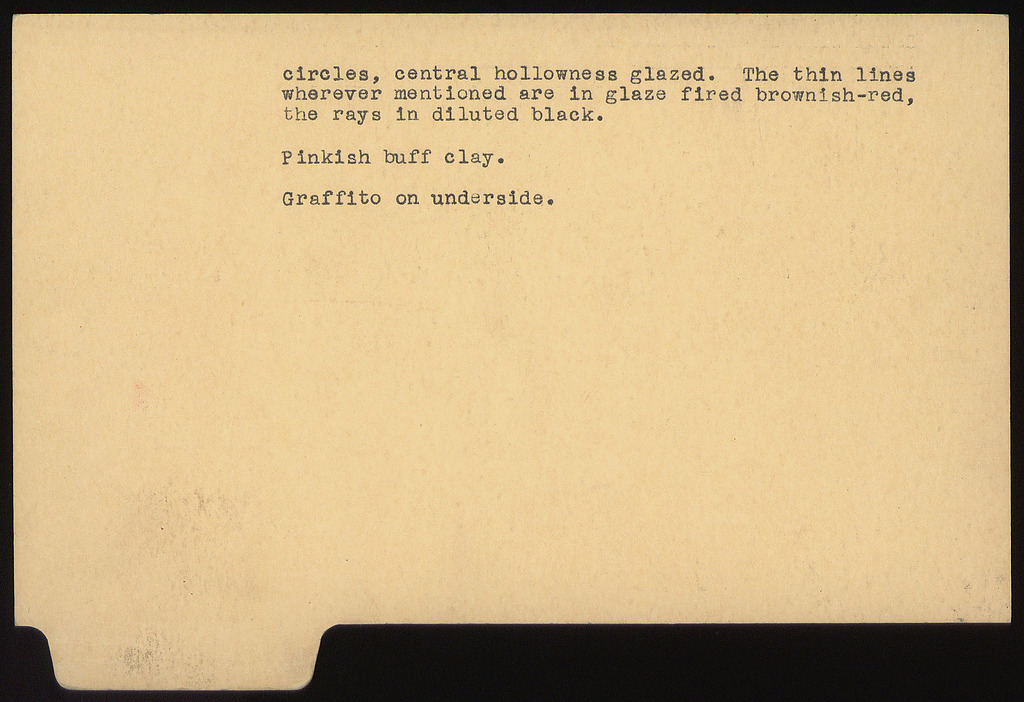 circles, central hollowness glazed. The thin lines
wherever mentioned are in glaze fired brownish-red,
the rays in diluted black.
Pinkish buff clay.
Graffito on underside.